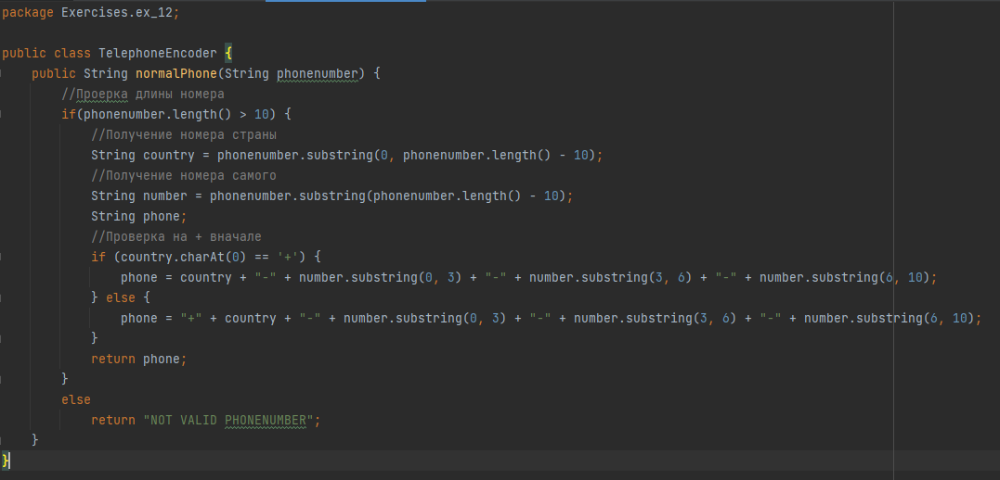 package Exercises.ex_12;
public class TelephoneEncoder {
public String normalPhone(String phonenumber) {
//Проерка длины номера
if(phonenumber.length() > 10) {
//Получение номера страны
String country = phonenumber.substring(0, phonenumber.length() - 10);
//Получение номера самого
String number = phonenumber.substring(phonenumber.length() - 10);
String phone;
//Проверка на + вначале
if (country.charAt(0) == '+') {
phone = country + "-" + number.substring(0, 3) + "-" + number.substring(3, 6) + "-" + number.substring(6, 10);
} else {
phone = "+" + country + "-" + number.substring(0, 3) + "-" + number.substring(3, 6) + "-" + number.substring(6, 10);
}
return phone;
}
else
return "NOT VALID PHONENUMBER";
}
}